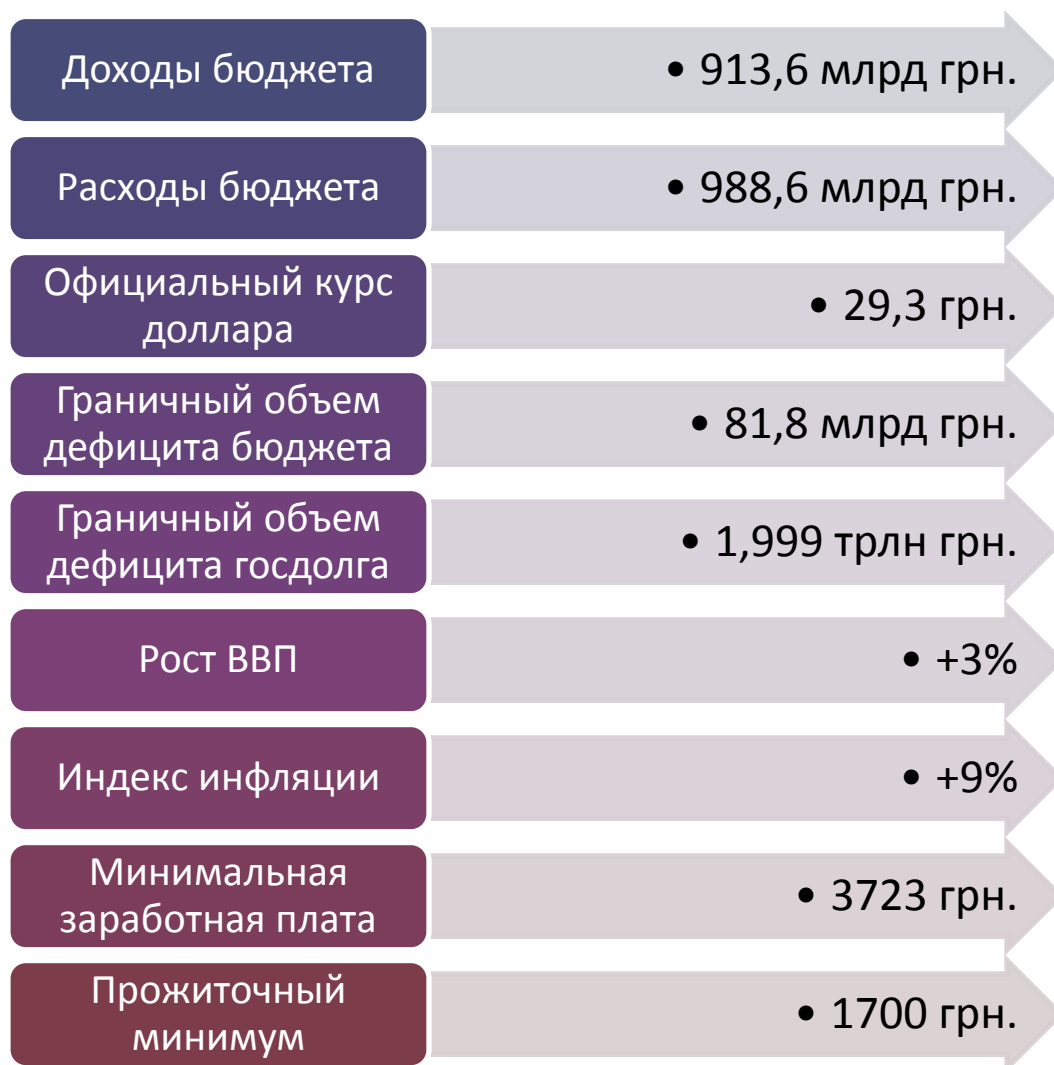 Доходы бюджета
• 913,6 млрд грн.
Расходы бюджета
• 988,6 млрд грн.
Официальный курс
доллара
• 29,3 грн.
Граничный объем
дефицита бюджета
• 81,8 млрд грн.
Граничный объем
дефицита госдолга
• 1,999 трлн грн.
Рост ВВП
• +3%
Индекс инфляции
• +9%
Минимальная
заработная плата
• 3723 грн.
Прожиточный
минимум
• 1700 грн.